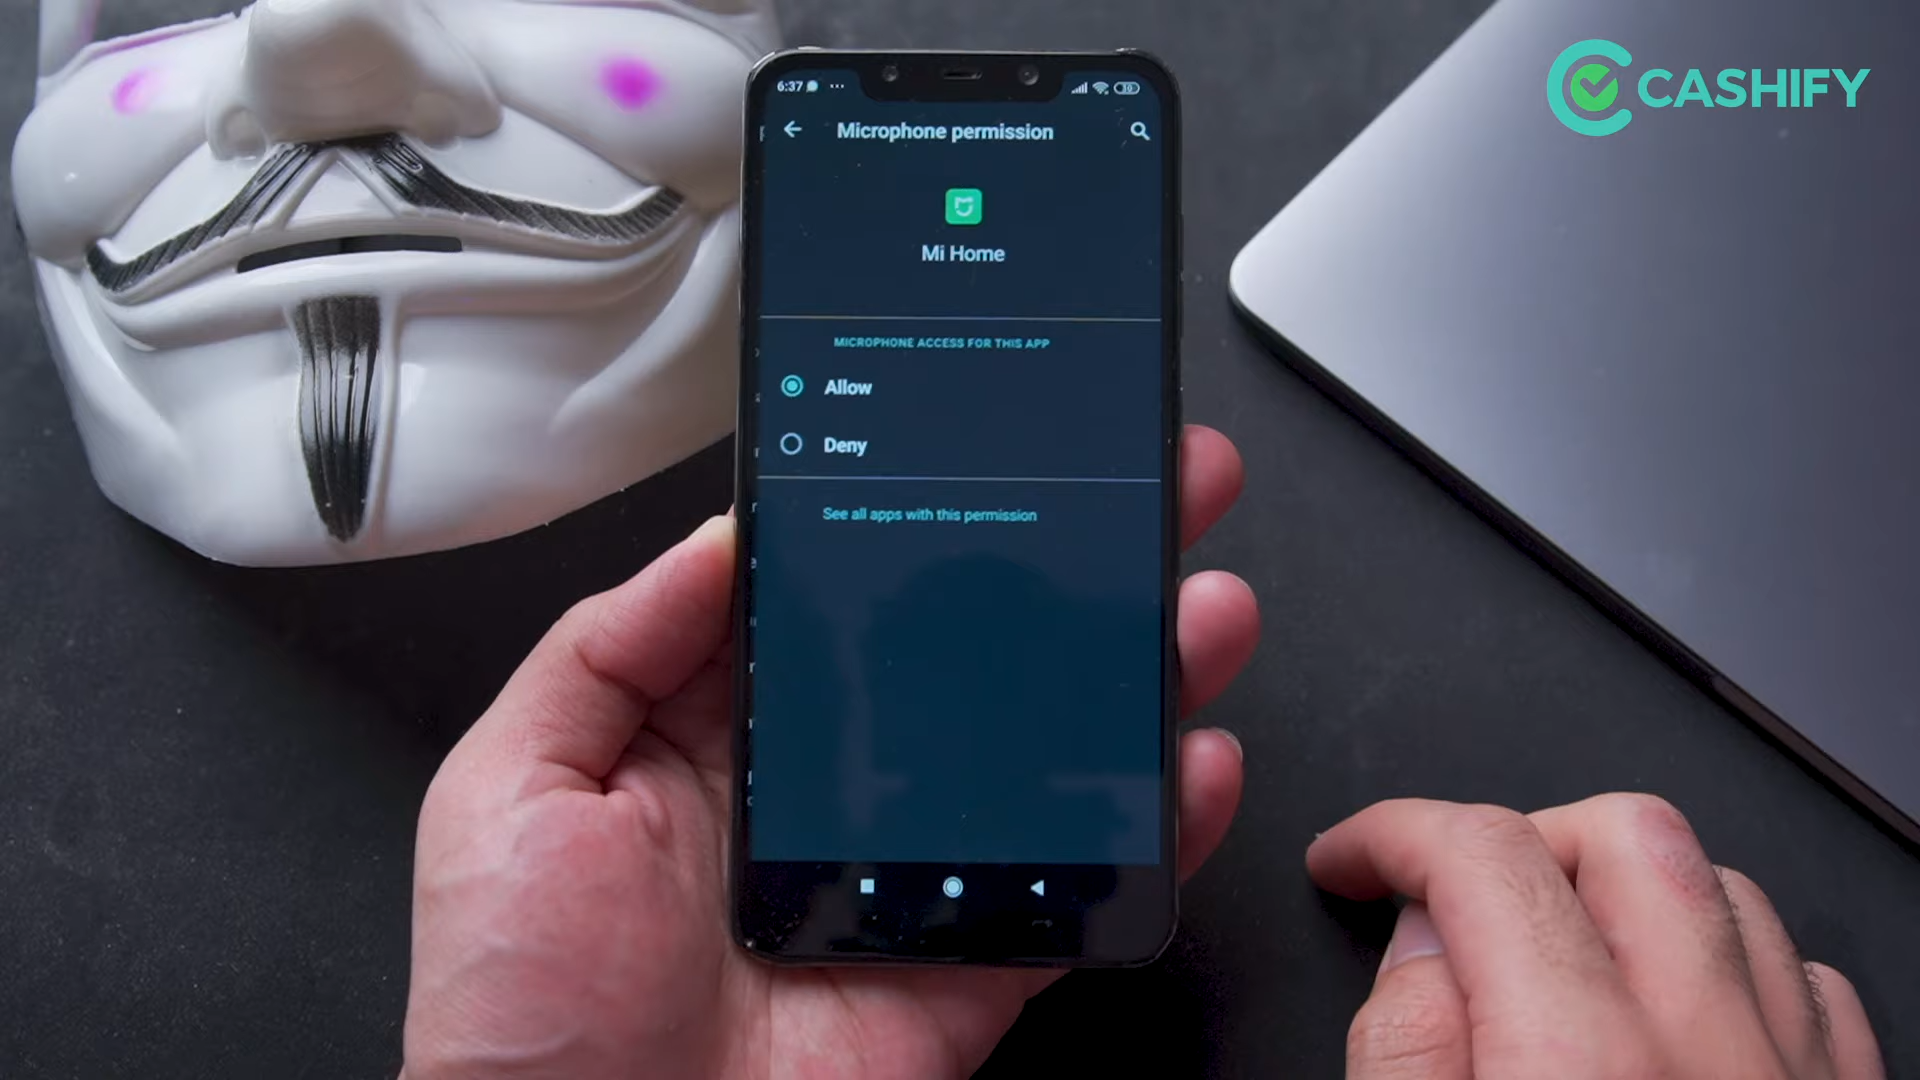 CASHIFY
6:37
Microphone permission
Mi Home
MICROPHONE ACCESS FOR THIS APP
Allow
Deny
See all apps with this permission